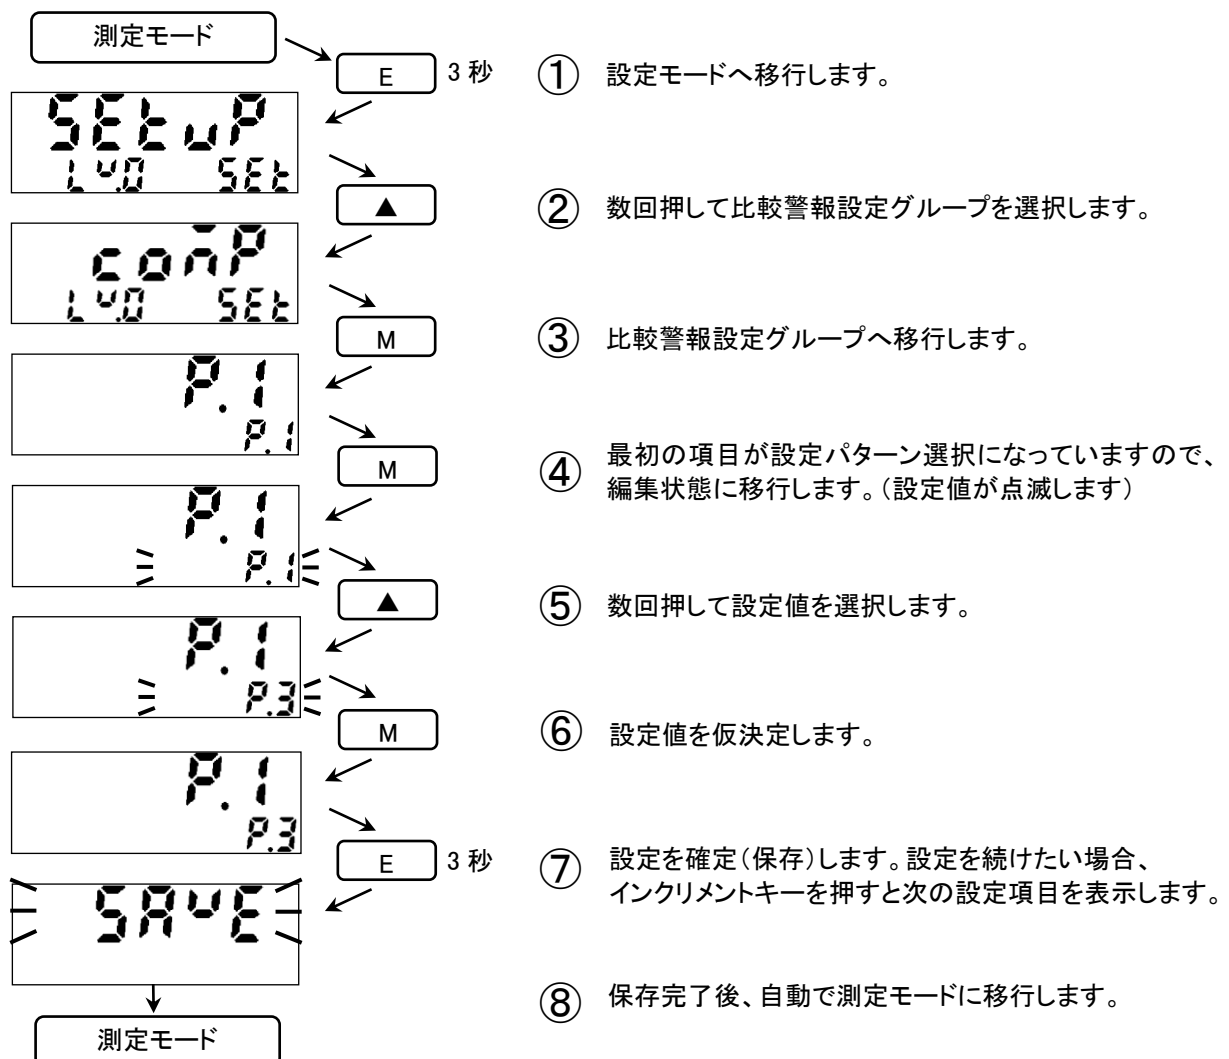 測定モード
E 3 秒 ① 設定モードへ移行します。
SEtuP
Lv.0 SEt
▲ ② 数回押して比較警報設定グループを選択します。
comP
Lv.0 SEt
M ③ 比較警報設定グループへ移行します。
P.1
P.1
M ④ 最初の項目が設定パターン選択になっていますので、
編集状態に移行します。(設定値が点滅します)
P.1
P.1
▲ ⑤ 数回押して設定値を選択します。
P.1
P.3
M ⑥ 設定値を仮決定します。
P.1
P.3
E 3 秒 ⑦ 設定を確定(保存)します。設定を続けたい場合、
インクリメントキーを押すと次の設定項目を表示します。
SAvE
⑧ 保存完了後、自動で測定モードに移行します。
測定モード